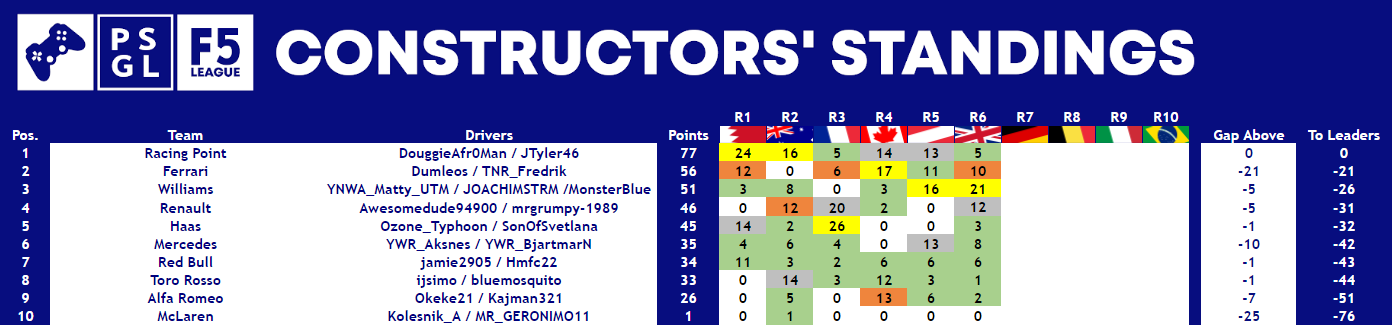 PS
GL
F5
LEAGUE
CONSTRUCTORS' STANDINGS
R1 R2 R3 R4 R5 R6 R7 R8 R9 R10
Pos. Team Drivers Points Gap Above To Leaders
1 Racing Point DouggieAfr0Man / JTyler46 77 24 16 5 14 13 5 0 0
2 Ferrari Dumleos / TNR_Fredrik 56 12 0 6 17 11 10 -21 -21
3 Williams YNWA_Matty_UTM / JOACHIMSTRM /MonsterBlue 51 3 8 0 3 16 21 -5 -26
4 Renault Awesomedude94900 / mrgrumpy-1989 46 0 12 20 2 0 12 -5 -31
5 Haas Ozone_Typhoon / SonOfSvetlana 45 14 2 26 0 0 3 -1 -32
6 Mercedes YWR_Aksnes / YWR_BjartmarN 35 4 6 4 0 13 8 -10 -42
7 Red Bull jamie2905 / Hmfc22 34 11 3 2 6 6 6 -1 -43
8 Toro Rosso ijsimo / bluemosquito 33 0 14 3 12 3 1 -1 -44
9 Alfa Romeo Okeke21 / Kajman321 26 0 5 0 13 6 2 -7 -51
10 McLaren Kolesnik_A / MR_GERONIMO11 1 0 1 0 0 0 0 -25 -76